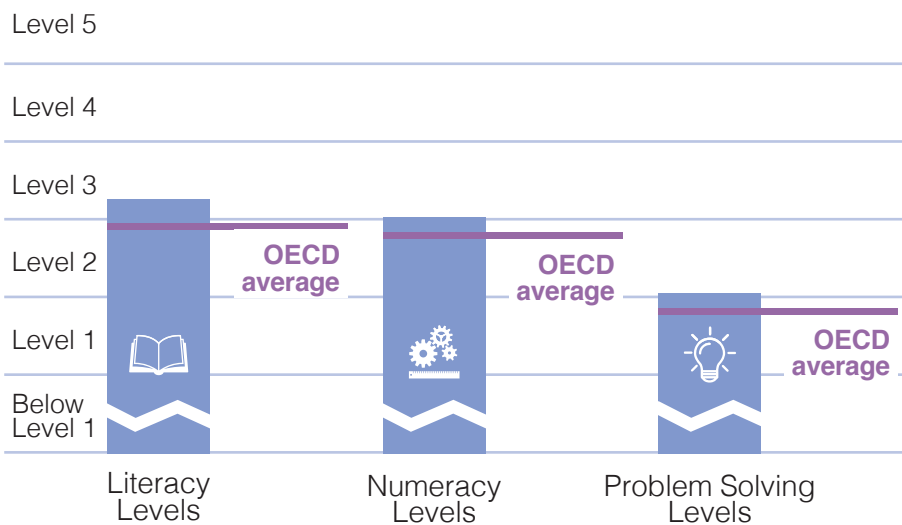 Level 5
Level 4
Level 3
Level 2
Level 1
Below
Level 1
OECD
average
OECD
average
OECD
average
Literacy
Levels
Numeracy
Levels
Problem Solving
Levels